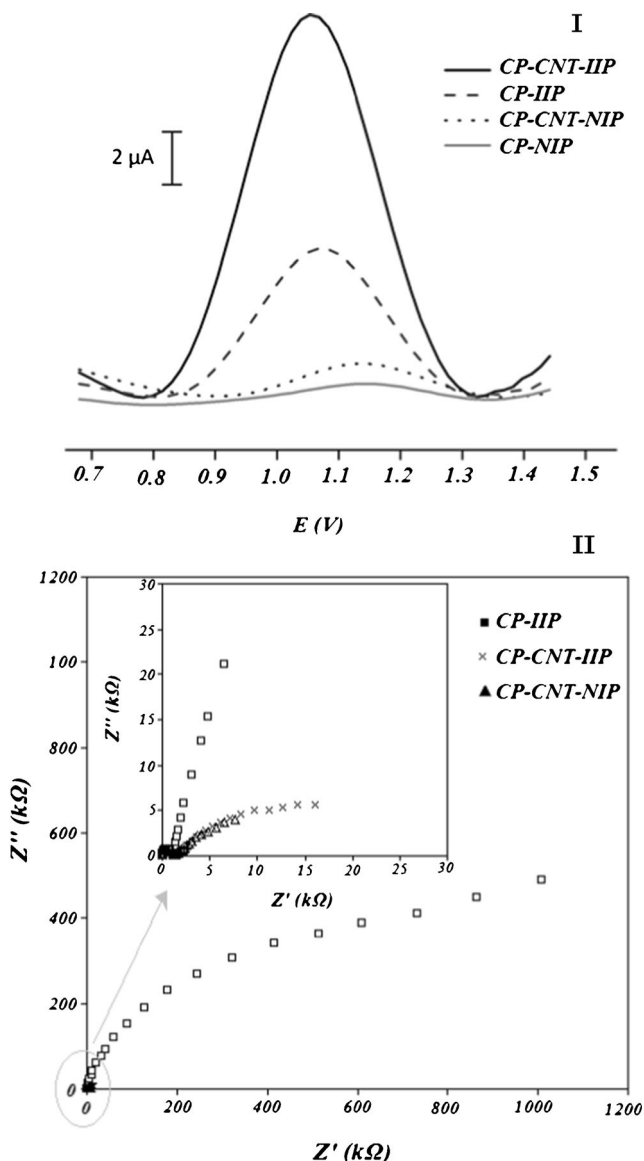 I
CP-CNT-IIP
CP-IIP
CP-CNT-NIP
CP-NIP
2 μA
0.7 0.8 0.9 1.0 1.1 1.2 1.3 1.4 1.5
E (V)
II
1200
100
800
600
400
200
0
Z'' (kΩ)
30
25
20
15
10
5
0
Z'' (kΩ)
0 5 10 15 20 25 30
Z' (kΩ)
CP-IIP
CP-CNT-IIP
CP-CNT-NIP
0 200 400 600 800 1000 1200
Z' (kΩ)